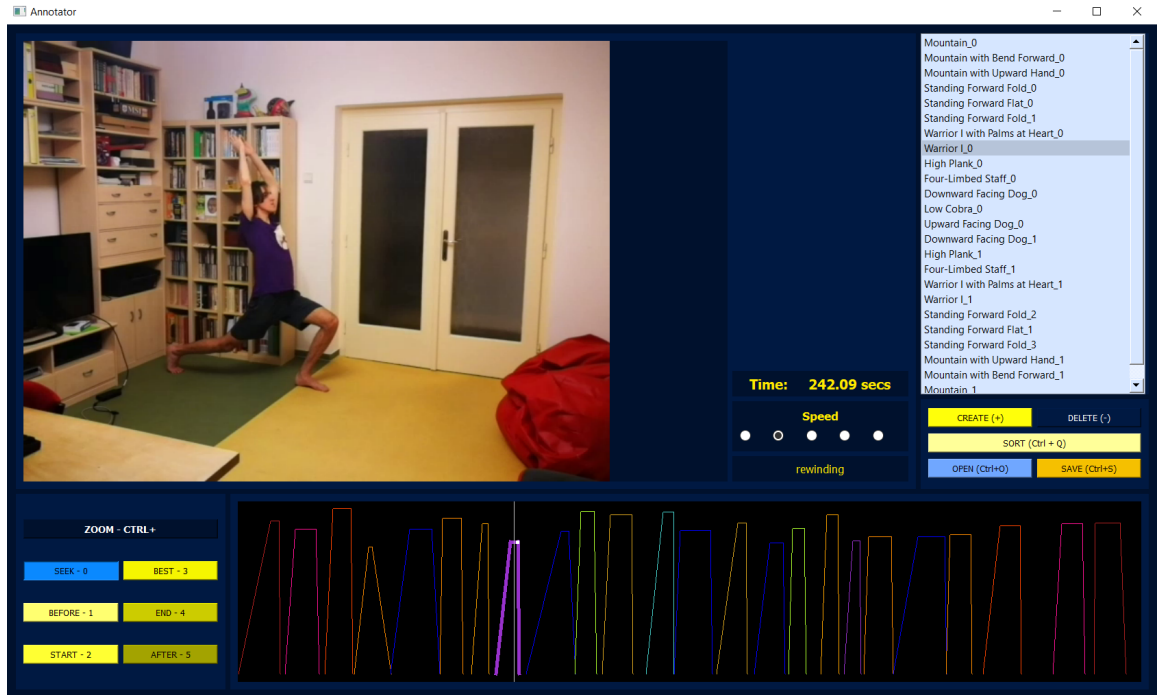 Annotator
Mountain_0
Mountain with Bend Forward_0
Mountain with Upward Hand_0
Standing Forward Fold_0
Standing Forward Flat_0
Standing Forward Fold_1
Warrior I with Palms at Heart_0
Warrior I_0
High Plank_0
Four-Limbed Staff_0
Downward Facing Dog_0
Low Cobra_0
Upward Facing Dog_0
Downward Facing Dog_1
High Plank_1
Four-Limbed Staff_1
Warrior I with Palms at Heart_1
Warrior I_1
Standing Forward Fold_2
Standing Forward Flat_1
Standing Forward Fold_3
Mountain with Upward Hand_1
Mountain with Bend Forward_1
Mountain_1
Time: 242.09 secs
Speed
rewinding
CREATE (+) DELETE (-)
SORT (Ctrl + Q)
OPEN (Ctrl+O) SAVE (Ctrl+S)
ZOOM - CTRL+
SEEK - 0 BEST - 3
BEFORE - 1 END - 4
START - 2 AFTER - 5